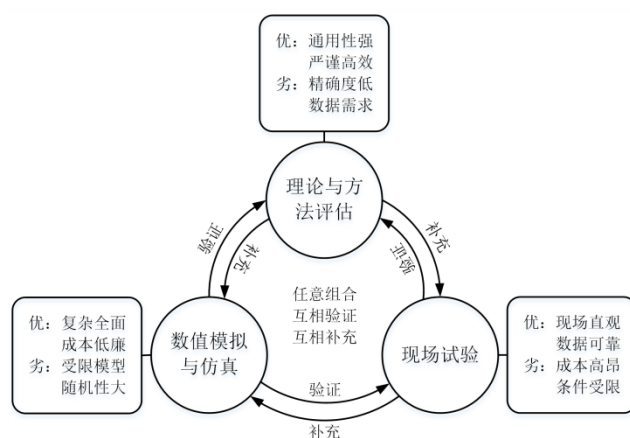 优：通用性强
严谨高效
劣：精确度低
数据需求
理论与方
法评估
验证
补充
补充
验证
任意组合
互相验证
互相补充
优：复杂全面
成本低廉
劣：受限模型
随机性大
数值模拟
与仿真
现场试验
优：现场直观
数据可靠
劣：成本高昂
条件受限
验证
补充